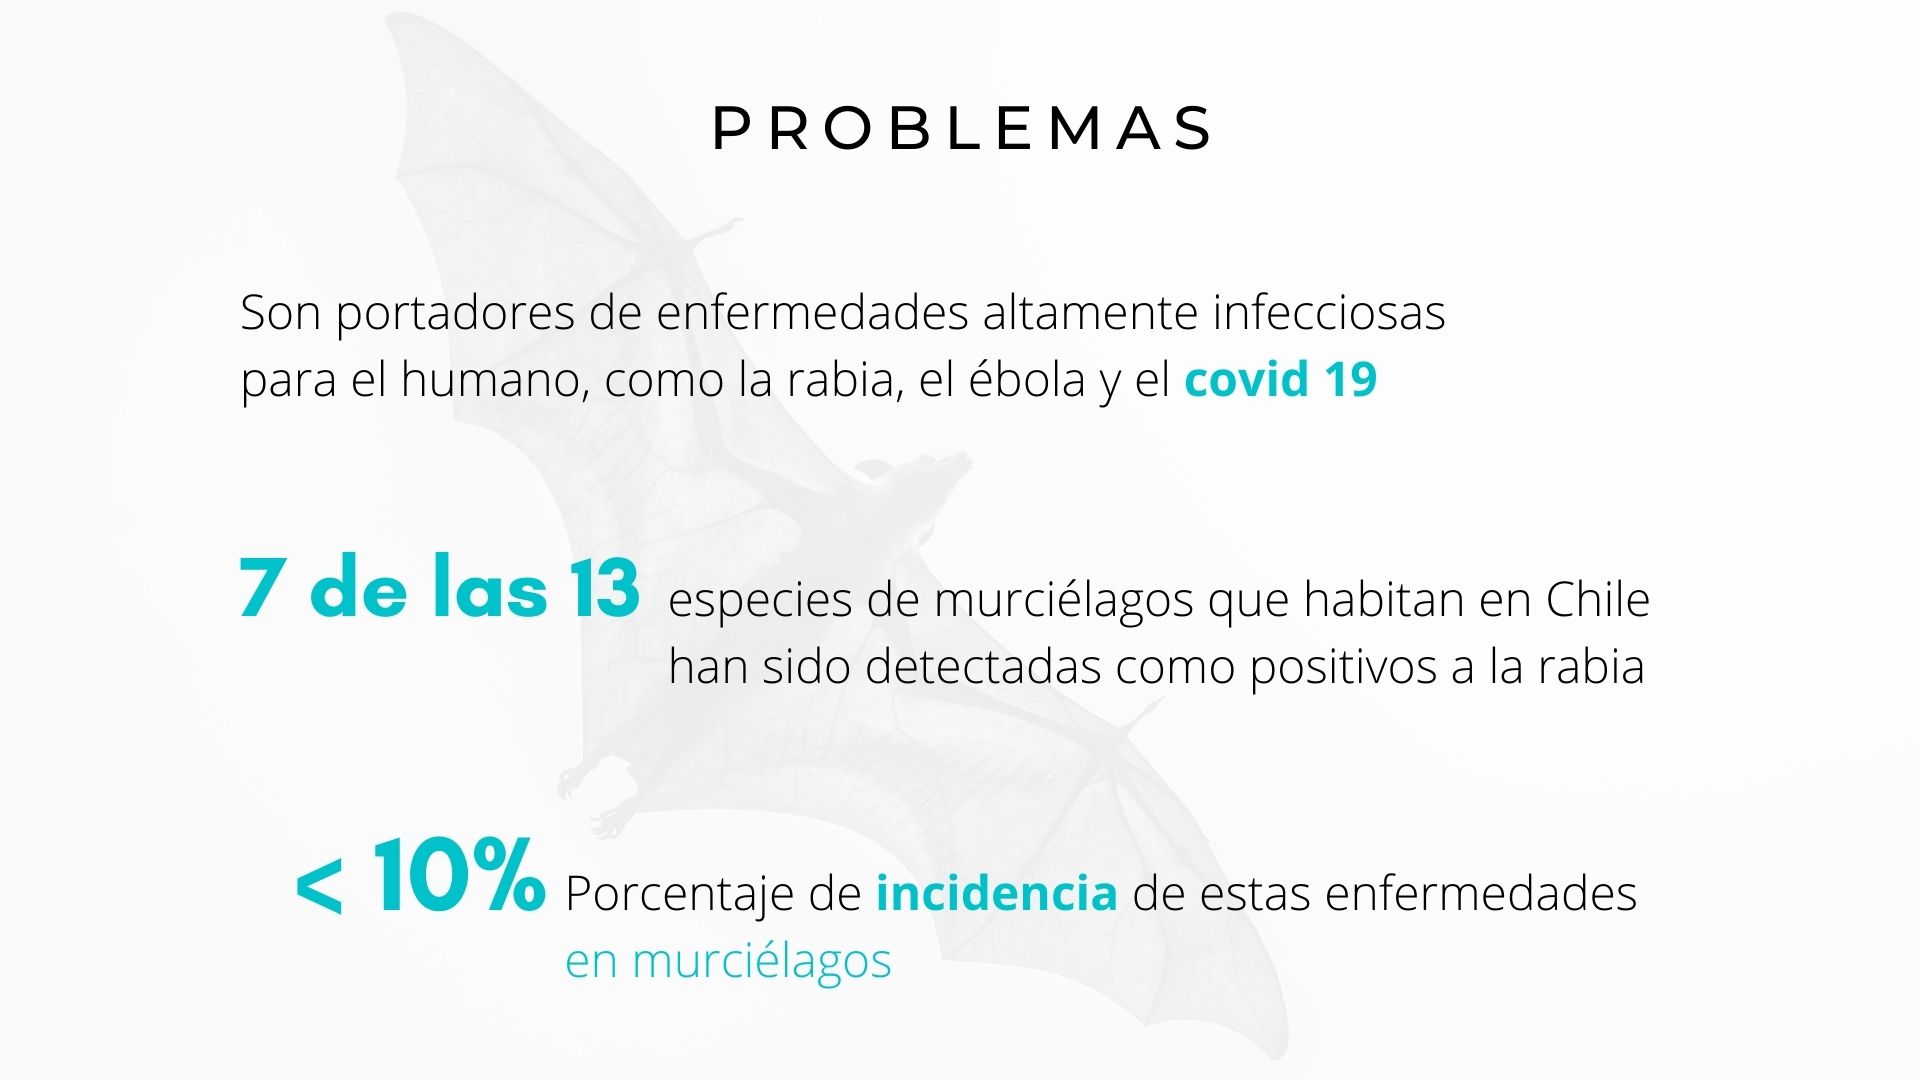 PROBLEMAS
Son portadores de enfermedades altamente infecciosas
para el humano, como la rabia, el ébola y el covid 19
7 de las 13 especies de murciélagos que habitan en Chile
han sido detectadas como positivos a la rabia
< 10% Porcentaje de incidencia de estas enfermedades
en murciélagos